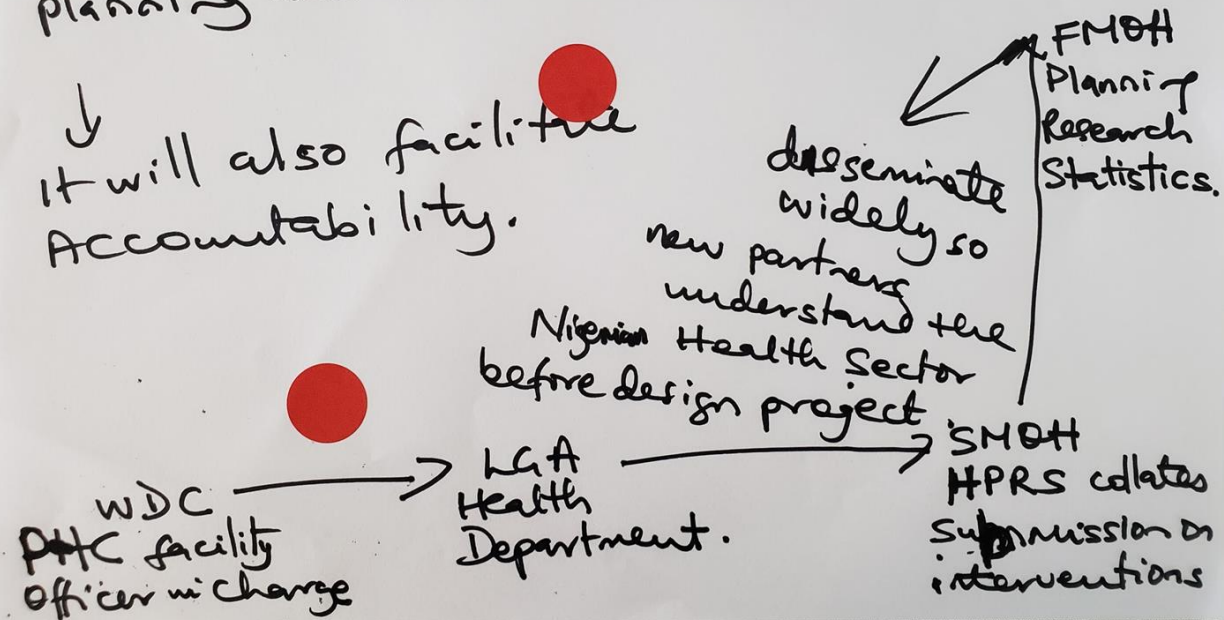 planning
It will also facilitate
Accountability.
FMOH
Planning
Research
Statistics.
desseminate
widely so
new partners
understand the
Nigerian Health Sector
before design project
WDC
PHC facility
Officer in Charge
LGA
Health
Department.
SMOH
HPRS collates
submission on
interventions